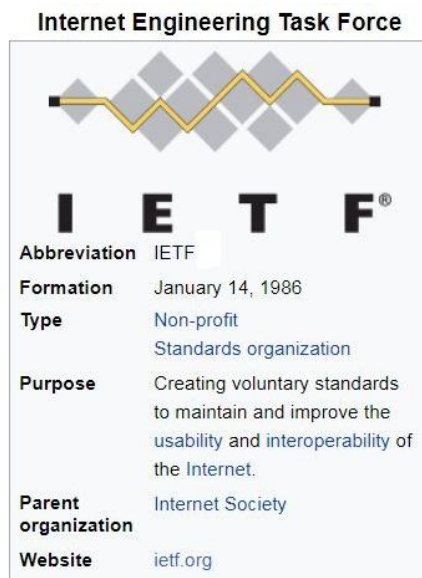 Internet Engineering Task Force
I E T F®
Abbreviation IETF
Formation January 14, 1986
Type Non-profit
Standards organization
Purpose Creating voluntary standards
to maintain and improve the
usability and interoperability of
the Internet.
Parent
organization Internet Society
Website ietf.org